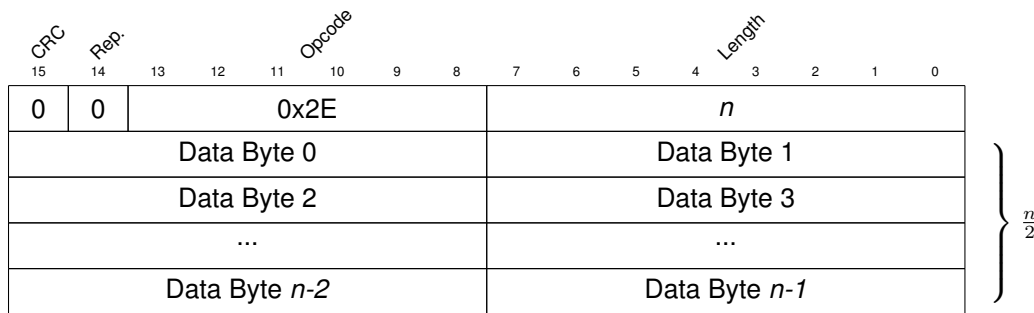 CRC Rep. Opcode Length
15 14 13 12 11 10 9 8 7 6 5 4 3 2 1 0
0 0 0x2E n
Data Byte 0 Data Byte 1
Data Byte 2 Data Byte 3
... ...
Data Byte n-2 Data Byte n-1
n/2